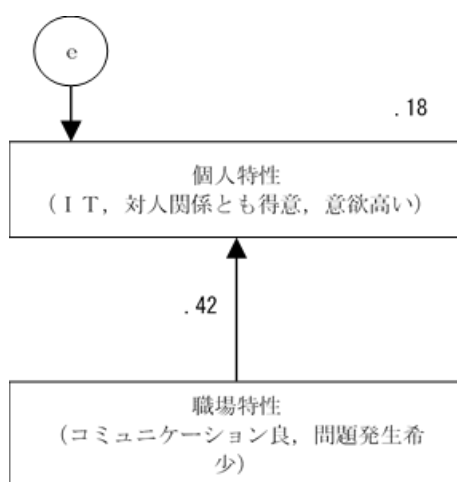 e
.18
個人特性
（ＩＴ，対人関係とも得意，意欲高い）
.42
職場特性
（コミュニケーション良，問題発生希
少）